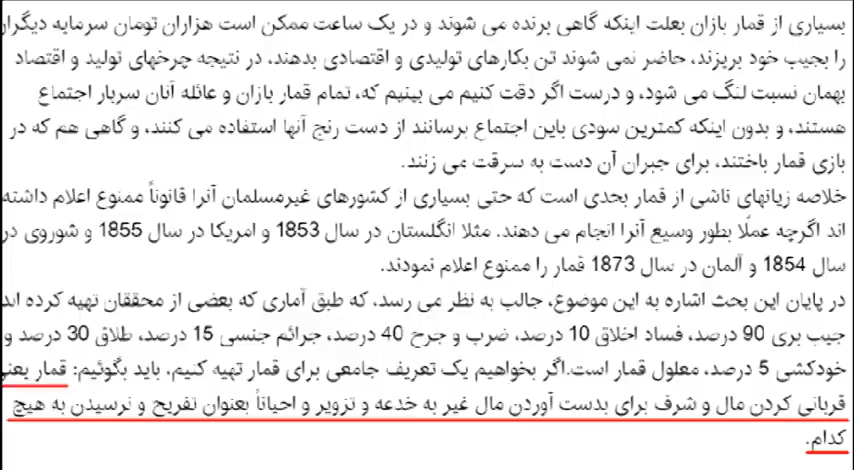 بسیاری از قمار بازان بعلت اینکه گاهی برنده می شوند و در یک ساعت ممکن است هزاران تومان سرمایه دیگران
را بجیب خود بریزند، حاضر نمی شوند تن بکارهای تولیدی و اقتصادی بدهند، در نتیجه چرخهای تولید و اقتصاد
بهمان نسبت لنگ می شود، و درست اگر دقت کنیم می بینیم که، تمام قمار بازان و عائله آنان سربار اجتماع
هستند، و بدون اینکه کمترین سودی باین اجتماع برسانند از دست رنج آنها استفاده می کنند، و گاهی هم که در
بازی قمار باختند، برای جبران آن دست به سرقت می زنند.
خلاصه زیانهای ناشی از قمار بحدی است که حتی بسیاری از کشورهای غیرمسلمان آنرا قانوناً ممنوع اعلام داشته
اند اگرچه عملًا بطور وسیع آنرا انجام می دهند. مثلا انگلستان در سال 1853 و امریکا در سال 1855 و شوروی در
سال 1854 و آلمان در سال 1873 قمار را ممنوع اعلام نمودند.
در پایان این بحث اشاره به این موضوع، جالب به نظر می رسد، که طبق آماری که بعضی از محققان تهیه کرده اند
جیب بری 90 درصد، فساد اخلاق 10 درصد، ضرب و جرح 40 درصد، جرائم جنسی 15 درصد، طلاق 30 درصد و
خودکشی 5 درصد، معلول قمار است.اگر بخواهیم یک تعریف جامعی برای قمار تهیه کنیم، باید بگوئیم: قمار یعنی
قربانی کردن مال و شرف برای بدست آوردن مال غیر به خدعه و تزویر و احیاناً بعنوان تفریح و نرسیدن به هیچ
کدام.